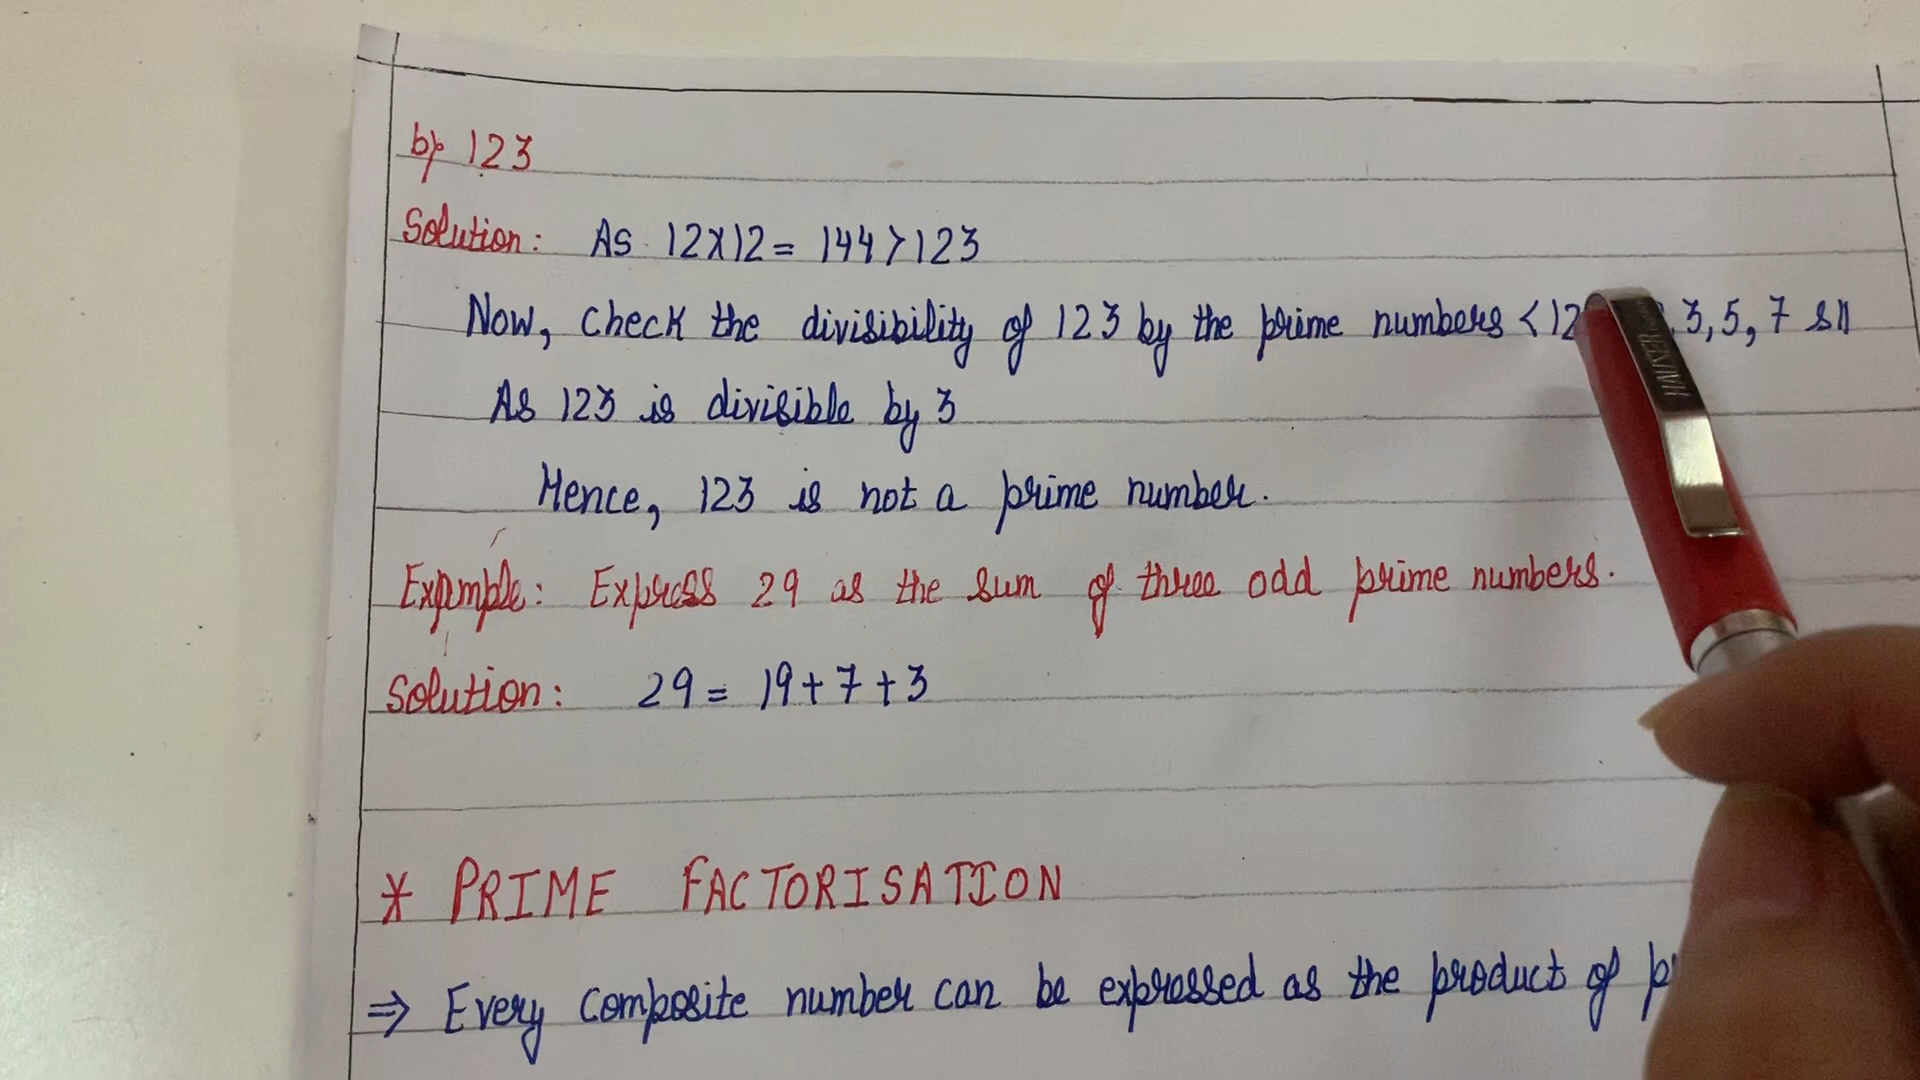 b) 123
Solution: As 12x12 = 144 > 123
Now, check the divisibility of 123 by the prime numbers < 12 3, 5, 7 & 11
As 123 is divisible by 3
Hence, 123 is not a prime number.
Example: Express 29 as the sum of three odd prime numbers.
Solution: 29 = 19 + 7 + 3
* PRIME FACTORISATION
⇒ Every composite number can be expressed as the product of